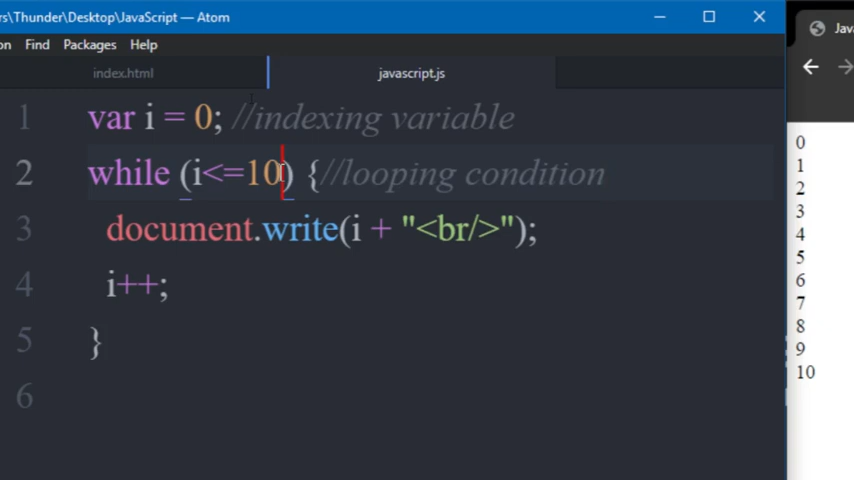 rs\Thunder\Desktop\JavaScript — Atom
on Find Packages Help
index.html javascript.js
1 var i = 0; //indexing variable
2 while (i<=10) {//looping condition
3 document.write(i + "<br/>");
4 i++;
5 }
6
Java
0
1
2
3
4
5
6
7
8
9
10